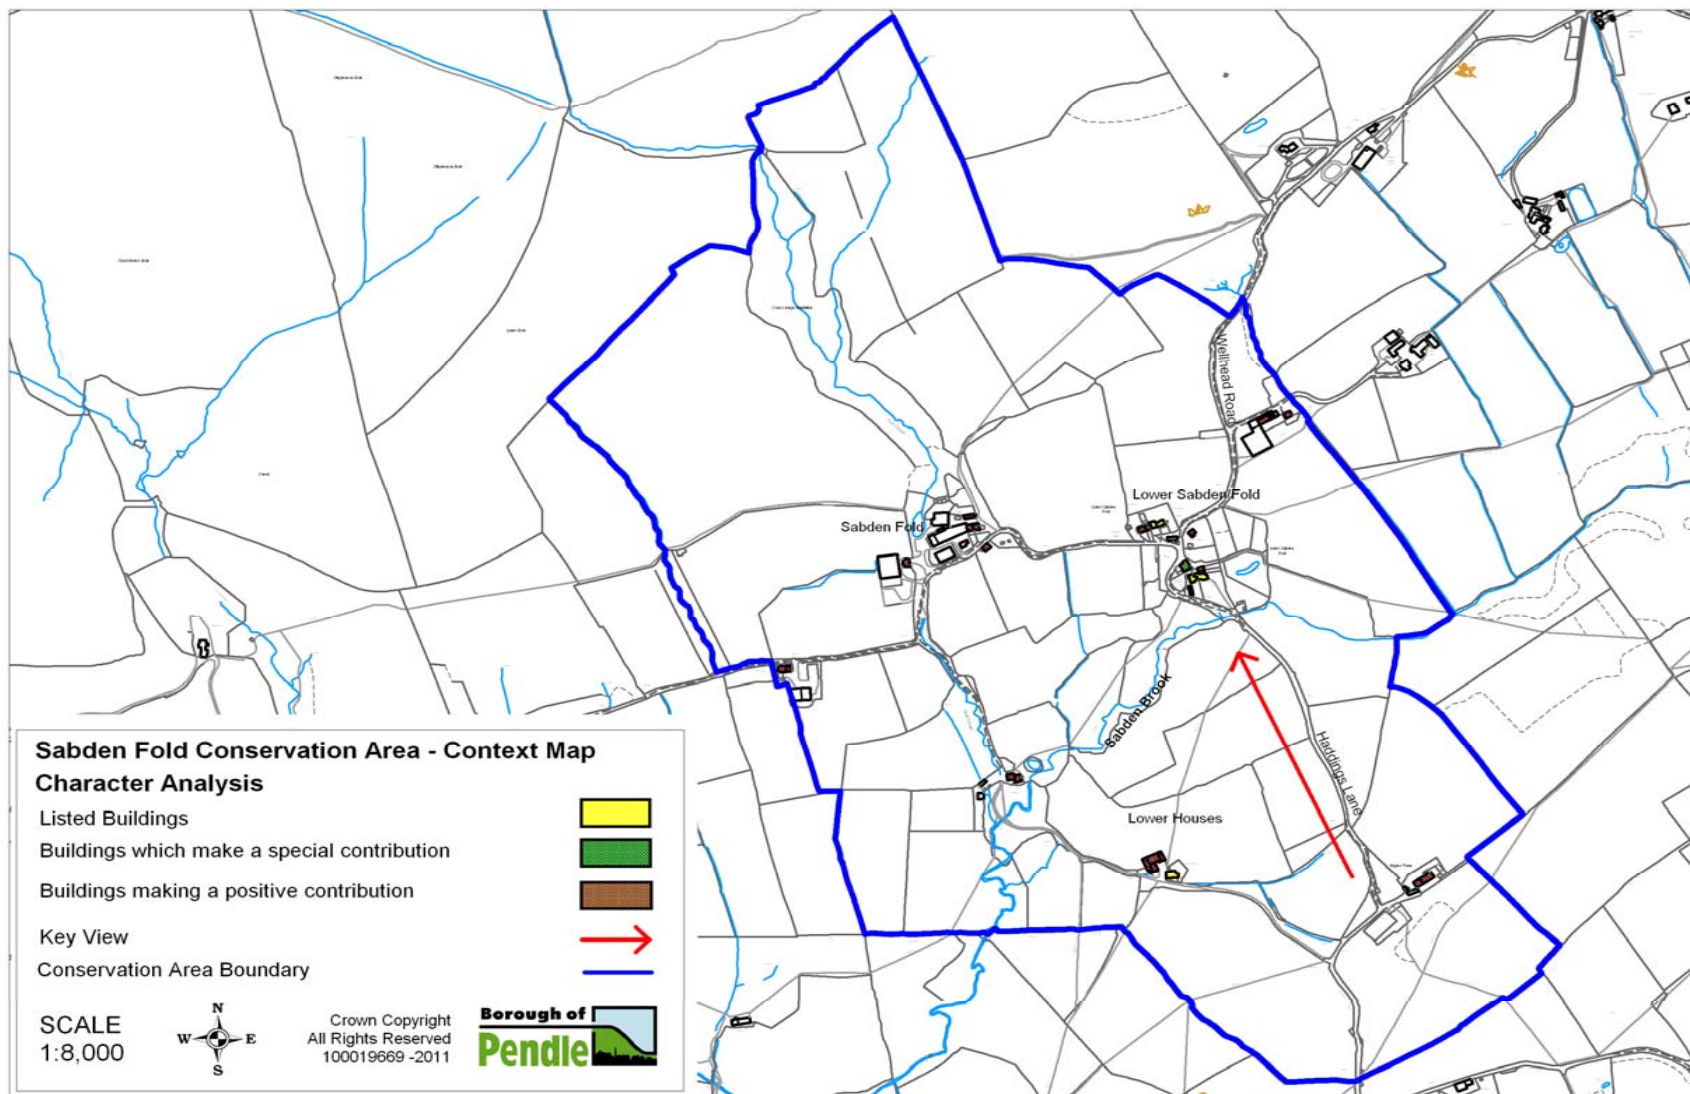 Wellhead Road
Lower Sabden Fold
Sabden Fold
Sabden Brook
Haddings Lane
Lower Houses
Sabden Fold Conservation Area - Context Map
Character Analysis
Listed Buildings
Buildings which make a special contribution
Buildings making a positive contribution
Key View
Conservation Area Boundary
SCALE
1:8,000
N
W E
S
Crown Copyright
All Rights Reserved
100019669 -2011
Borough of
Pendle